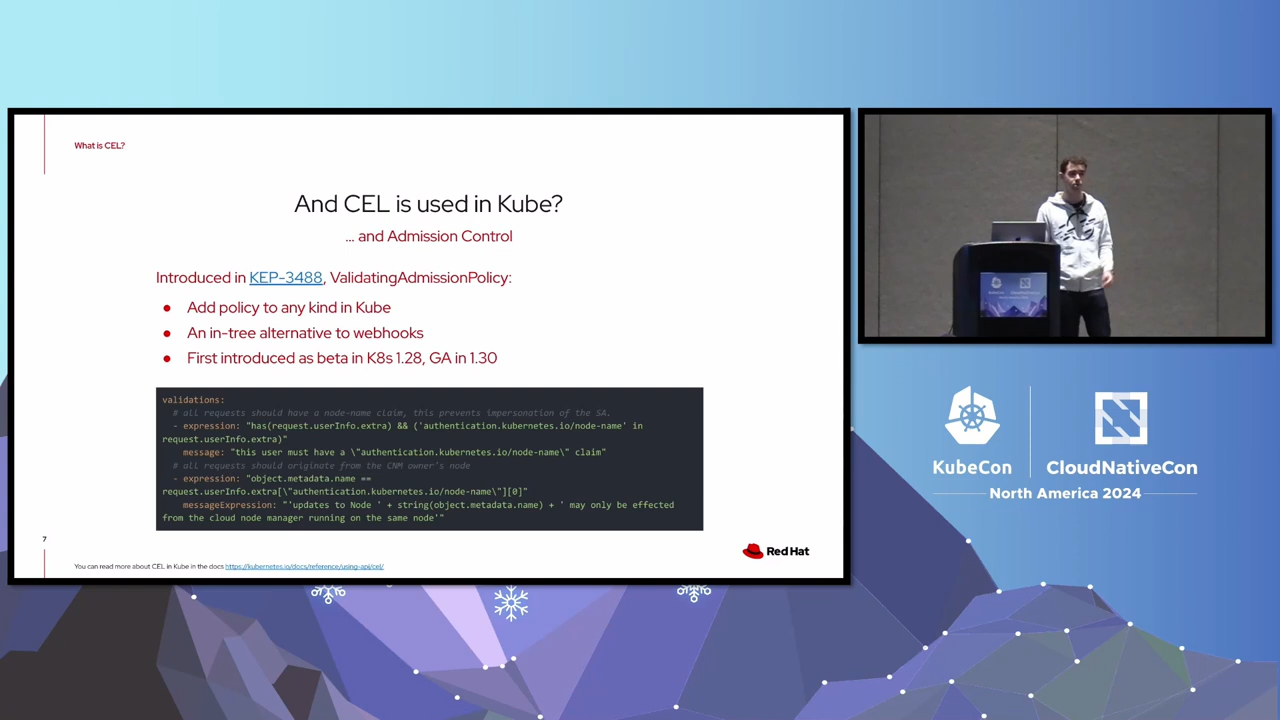 What is CEL?
And CEL is used in Kube?
... and Admission Control
Introduced in KEP-3488, ValidatingAdmissionPolicy:
● Add policy to any kind in Kube
● An in-tree alternative to webhooks
● First introduced as beta in K8s 1.28, GA in 1.30
validations:
# all requests should have a node-name claim, this prevents impersonation of the SA.
- expression: "has(request.userInfo.extra) && ('authentication.kubernetes.io/node-name' in
request.userInfo.extra)"
message: "this user must have a \"authentication.kubernetes.io/node-name\" claim"
# all requests should originate from the CNM owner's node
- expression: "object.metadata.name ==
request.userInfo.extra[\"authentication.kubernetes.io/node-name\"][0]"
messageExpression: "'updates to Node ' + string(object.metadata.name) + ' may only be effected
from the cloud node manager running on the same node'"
7
Red Hat
You can read more about CEL in Kube in the docs https://kubernetes.io/docs/reference/using-api/cel/
KubeCon
CloudNativeCon
North America 2024